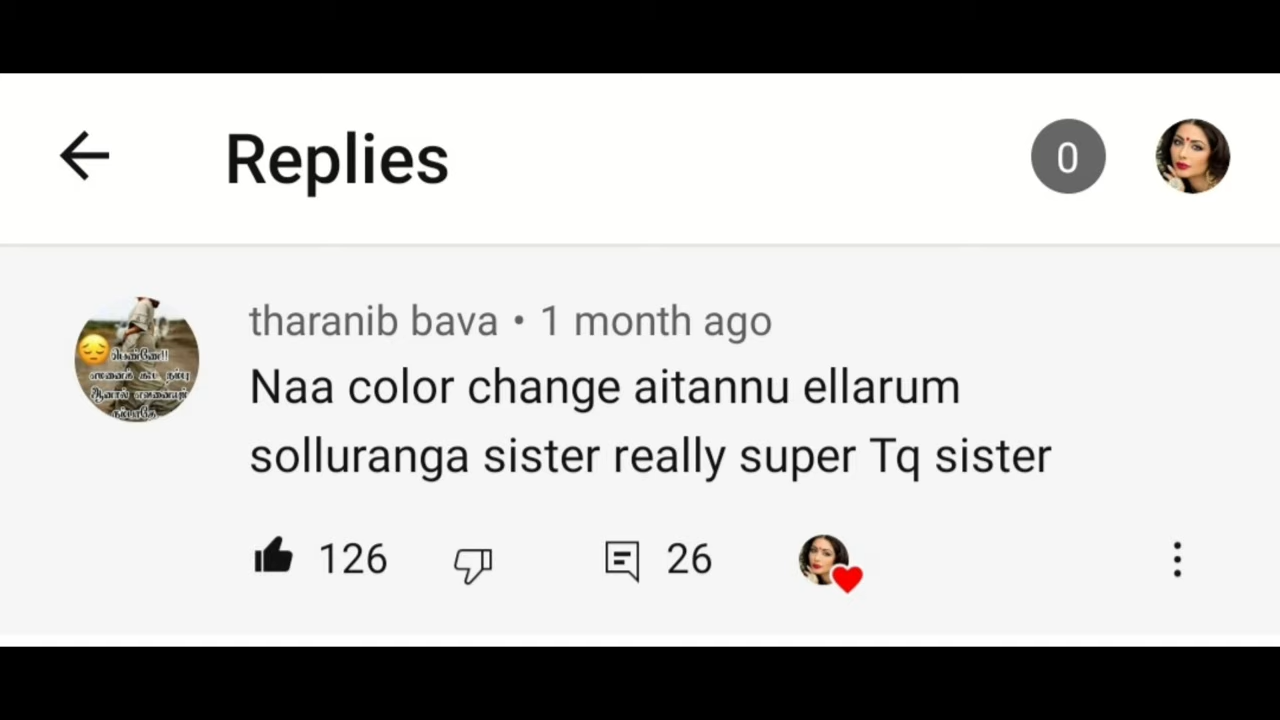 Replies
0
tharanib bava • 1 month ago
Naa color change aitannu ellarum
solluranga sister really super Tq sister
126
26